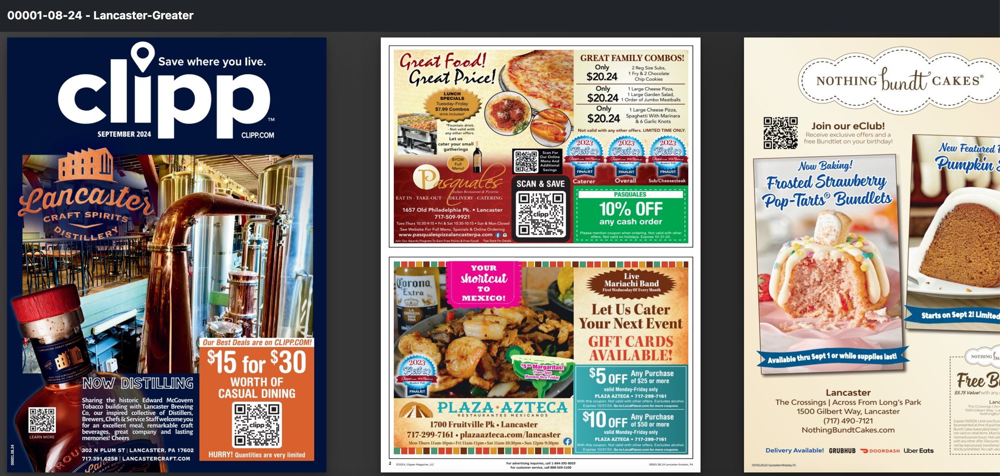 00001-08-24 - Lancaster-Greater
clipp™
Save where you live.
SEPTEMBER 2024
CLIPP.COM
Lancaster
CRAFT SPIRITS
DISTILLERY
Our Best Deals are on CLIPP.COM!
$15 for $30
WORTH OF
CASUAL DINING
clipp
HURRY! Quantities are very limited
NOW DISTILLING
Sharing the historic Edward McGovern
Tobacco building with Lancaster Brewing
Co, our inspired collective of Distillers,
Brewers, Chefs & Service Staff welcome you
for an excellent meal, remarkable craft
beverages, great company and lasting
memories! Cheers
LEARN MORE
302 N PLUM ST | LANCASTER, PA 17602
717.391.6258 | LANCASTERCRAFT.COM
00001.08.24
Great Food!
Great Price!
LUNCH
SPECIALS
Tuesday-Friday
$7.99 Combos
drink included*
*Fountain drink.
- Not valid with
any other offers.
Let us
cater your small
gatherings
BYOB!
Full
Menu!
Pasquales
Italian Restaurant & Pizzeria
EAT IN · TAKE-OUT DELIVERY · CATERING
1657 Old Philadelphia Pk. • Lancaster
717-509-9921
Tues-Thurs 10:30-9:15 • Fri & Sat 10:30-10:15 • Sun & Mon Closed
See Website For Full Menu, Specials & Online Ordering
www.pasqualespizzalancasterpa.com
Join Our Awards Program To Earn Free Points & Free Food! *See Store For Details
GREAT FAMILY COMBOS!
Only
$20.24
2 Reg Size Subs,
1 Fry & 2 Chocolate
Chip Cookies
Only
$20.24
1 Large Cheese Pizza,
1 Large Garden Salad,
1 Order of Jumbo Meatballs
Only
$20.24
1 Large Cheese Pizza,
Spaghetti With Marinara
& 6 Garlic Knots
Not valid with any other offers. LIMITED TIME ONLY.
Scan For
Our Online
Menu And
Additional
Savings
2023
Best of
Readers' Poll
FINALIST
Caterer
2023
Best of
Readers' Poll
FINALIST
Overall
2023
Best of
Readers' Poll
FINALIST
Sub/Cheesesteak
SCAN & SAVE
clipp
PASQUALES
10% OFF
any cash order
Please mention coupon when ordering. Not valid with other
offers. Not valid on holidays. Expires 10-31-24.
YOUR
shortcut
TO
MEXICO!
Corona
Extra
LA
CERVEZA
MAS
FINA
2023
Best of
Readers' Poll
FINALIST
$5.99 Margaritas!
11am-3pm
Monday thru Friday
PLAZA AZTECA
RESTAURANTES MEXICANOS
1700 Fruitville Pk • Lancaster
717-299-7161 • plazaazteca.com/lancaster
Mon-Thurs 11am-10pm • Fri 11am-11pm • Sat 11am-10:30pm • Sun 12pm-9:30pm
Live
Mariachi Band
First Wednesday Of Every Month
Let Us Cater
Your Next Event
GIFT CARDS
AVAILABLE!
$5 OFF Any Purchase
of $25 or more
valid Monday-Friday only
PLAZA AZTECA • 717-299-7161
With this coupon. Not valid with other offers. Excludes alcohol.
Expires 10/31/24. Go to LocalFlavor.com for more coupons.
$10 OFF Any Purchase
of $50 or more
valid Monday-Friday only
PLAZA AZTECA • 717-299-7161
With this coupon. Not valid with other offers. Excludes alcohol.
Expires 10/31/24. Go to LocalFlavor.com for more coupons.
2 ©2024, Clipper Magazine, LLC
For advertising inquiries, call 1-844-395-8059
For customer service, call 888-569-5100
00001.08.24 Lancaster-Greater, PA
NOTHING bundt CAKES®
Join our eClub!
Receive exclusive offers and a
free Bundtlet on your birthday!
Now Baking!
Frosted Strawberry
Pop-Tarts® Bundlets
Available thru Sept 1 or while supplies last!
New Featured
Pumpkin
Starts on Sept 2! Limited
Lancaster
The Crossings | Across From Long's Park
1500 Gilbert Way, Lancaster
(717) 490-7121
NothingBundtCakes.com
Delivery Available! GRUBHUB DOORDASH Uber Eats
NOTHING
Free
$5.75 Value! with any
00001.08.24 Lancaster-Greater, PA